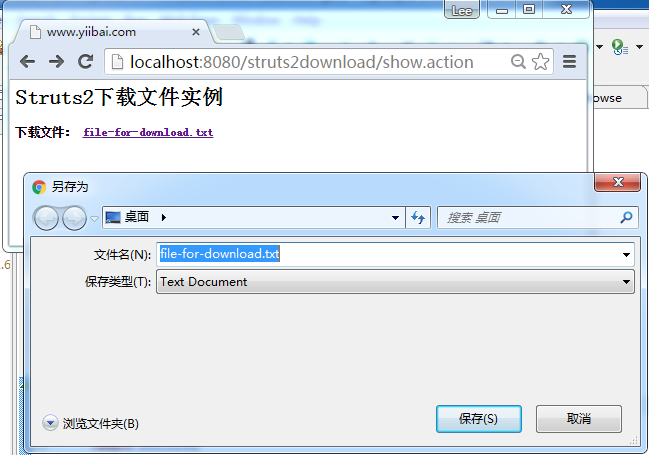 Lee
www.yiibai.com
localhost:8080/struts2download/show.action
Struts2下载文件实例
下载文件： file-for-download.txt
另存为
桌面
搜索 桌面
文件名(N): file-for-download.txt
保存类型(T): Text Document
浏览文件夹(B)
保存(S)
取消